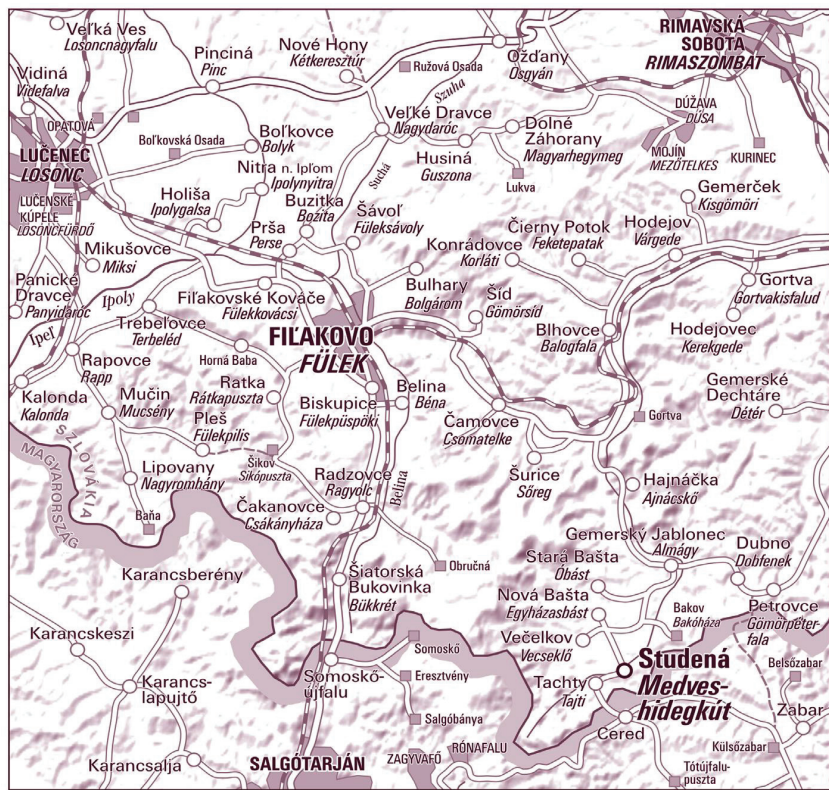 Veľká Ves
Losoncnagyfalu
Vidiná
Videfalva
Pinciná
Pinc
Nové Hony
Kétkeresztúr
Ružová Osada
Ožďany
Osgyán
RIMAVSKÁ
SOBOTA
RIMASZOMBAT
OPATOVÁ
Boľkovská Osada
Boľkovce
Bolyk
Szuha
Suchá
Veľké Dravce
Nagydaróc
Dolné
Záhorany
Magyarhegymeg
DÚŽAVA
DÚSA
MOJÍN
MEZŐTELKES
KURINEC
LUČENEC
LOSONC
Nitra n. Ipľom
Ipolynyitra
Husiná
Guszona
Lukva
LUČENSKÉ
KÚPELE
LOSONCFÜRDŐ
Holiša
Ipolygalsa
Buzitka
Bozita
Šávoľ
Füleksávoly
Gemerček
Kisgömöri
Mikušovce
Miksi
Prša
Perse
Konrádovce
Korláti
Čierny Potok
Feketepatak
Hodejov
Várgede
Panické
Dravce
Panyidaróc
Ipoly
Ipeľ
Fiľakovské Kováče
Fülekkovácsi
Bulhary
Bolgárom
Šíd
Gömörsíd
Gortva
Gortvakisfalud
Trebeľovce
Terbeléd
FIĽAKOVO
FÜLEK
Blhovce
Balogfala
Hodejovec
Kerekgede
Rapovce
Rapp
Horná Baba
Kalonda
Kalonda
Mučín
Mucsény
Ratka
Rátkapuszta
Belina
Béna
Biskupice
Fülekpüspöki
Čamovce
Csomatelke
Gemerské
Dechtáre
Détér
Gortva
Pleš
Fülekpilis
SZLOVÁKIA
MAGYARORSZÁG
Šikov
Sikópuszta
Radzovce
Ragyolc
Belina
Šurice
Sőreg
Hajnáčka
Ajnácskő
Lipovany
Nagyromhány
Baňa
Čakanovce
Csákányháza
Gemerský Jablonec
Almágy
Obručná
Stará Bašta
Óbást
Dubno
Dobfenek
Karancsberény
Šiatorská
Bukovinka
Bükkrét
Nová Bašta
Egyházasbást
Bakov
Bakóháza
Petrovce
Gömörpéter-
fala
Karancskeszi
Somoskő
Večelkov
Vecseklő
Studená
Medves-
hidegkút
Belsőzabar
Karancs-
lapujtő
Somoskő-
újfalu
Eresztvény
Tachty
Tajti
Salgóbánya
Cered
Zabar
Külsőzabar
Karancsalja
SALGÓTARJÁN
ZAGYVAFŐ
RÓNAFALU
Tótújfalu-
puszta